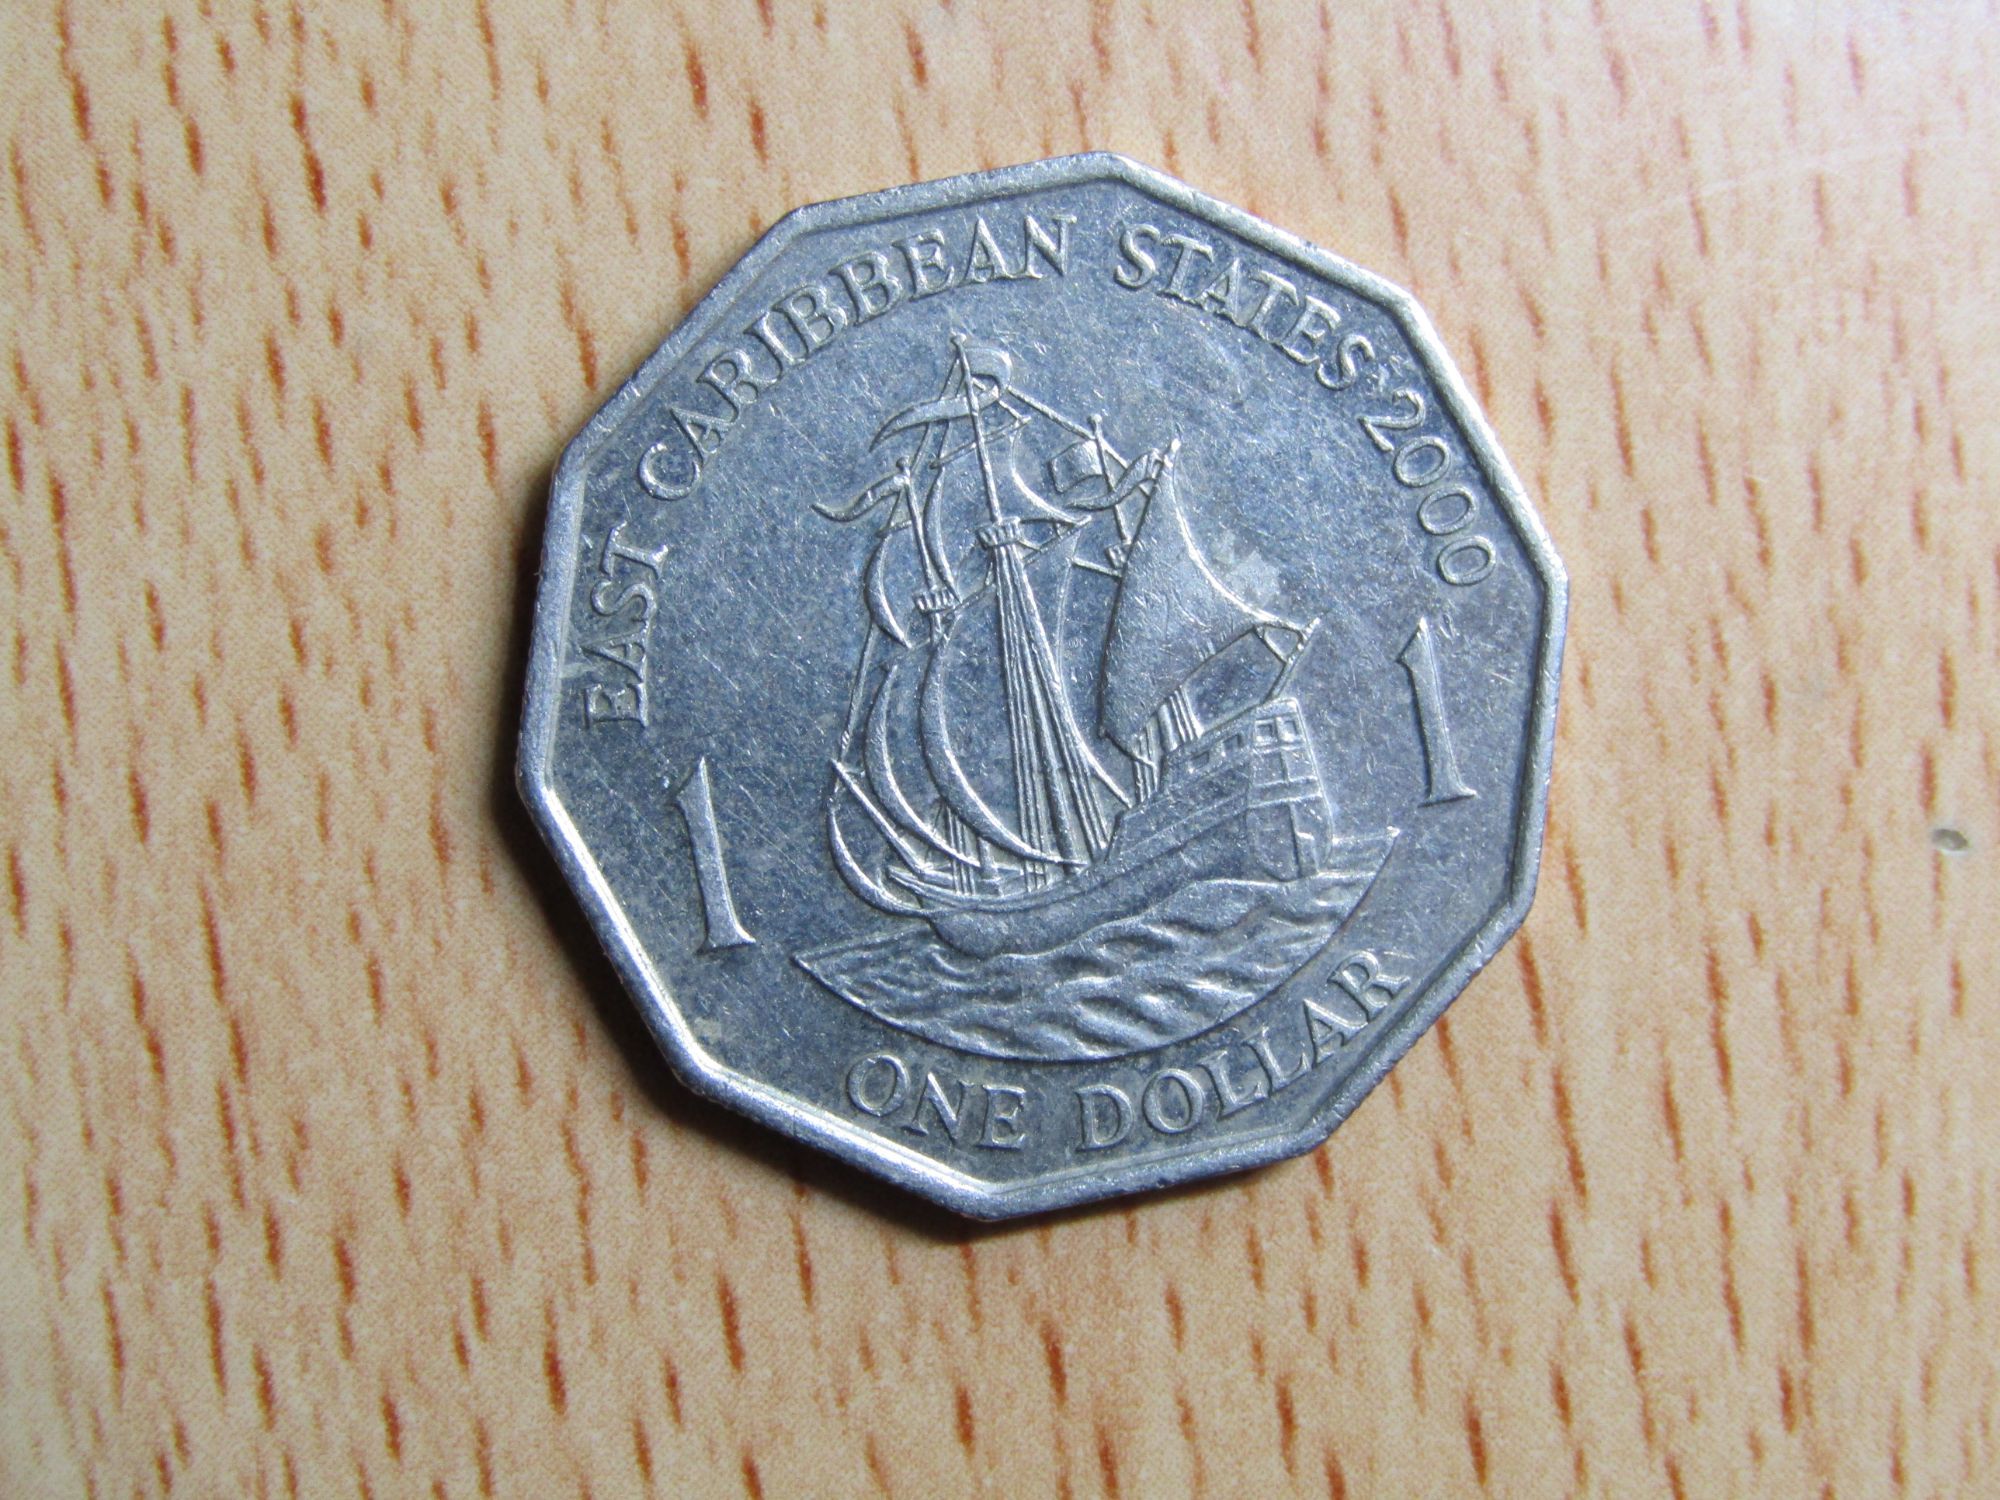 EAST CARIBBEAN STATES · 2000
1 1
ONE DOLLAR